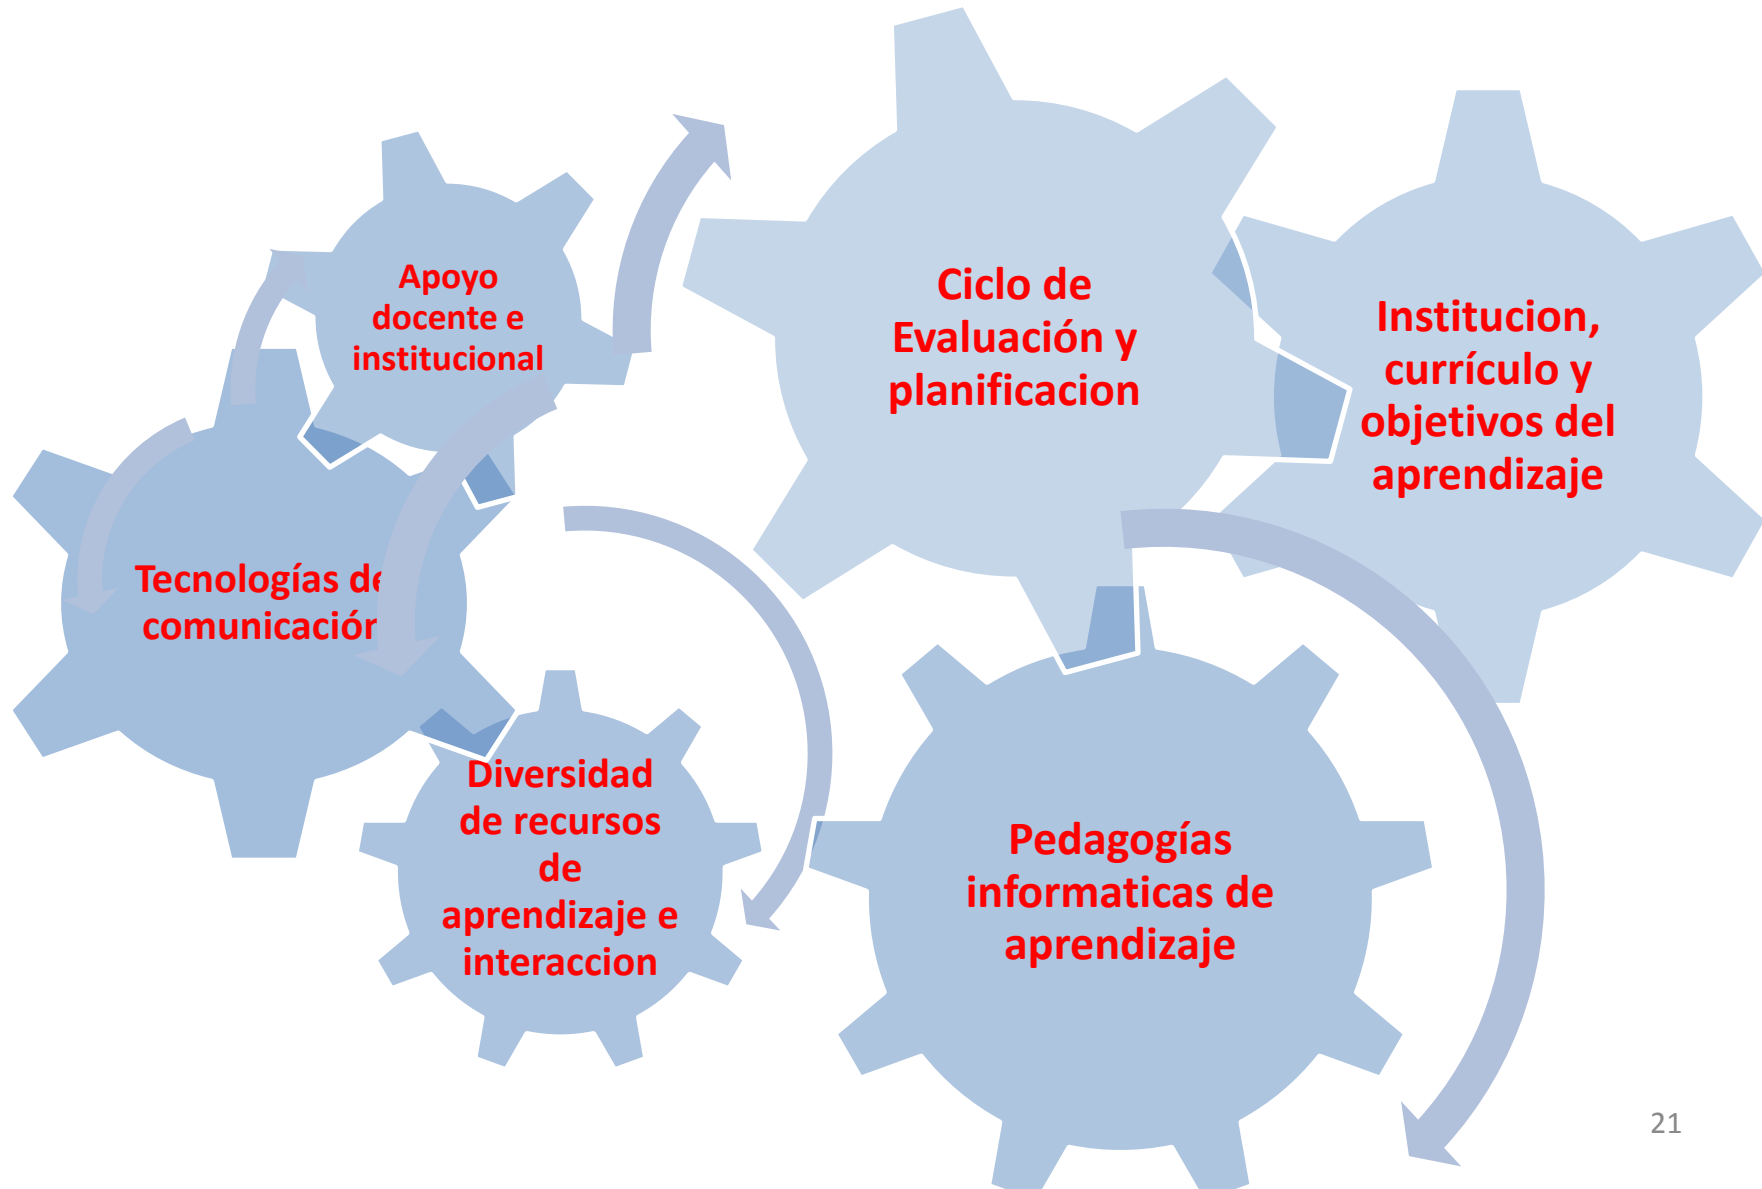 Apoyo
docente e
institucional
Ciclo de
Evaluación y
planificacion
Institucion,
currículo y
objetivos del
aprendizaje
Tecnologías de
comunicación
Diversidad
de recursos
de
aprendizaje e
interaccion
Pedagogías
informaticas de
aprendizaje
21